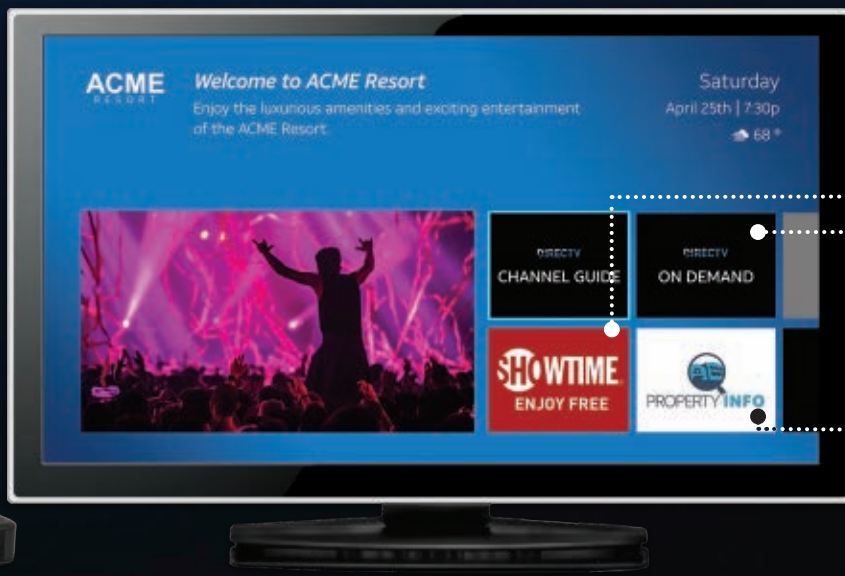 ACME
RESORT
Welcome to ACME Resort
Enjoy the luxurious amenities and exciting entertainment
of the ACME Resort.
Saturday
April 25th | 7:30p
68°
DIRECTV
CHANNEL GUIDE
DIRECTV
ON DEMAND
SHOWTIME
ENJOY FREE
PROPERTY INFO